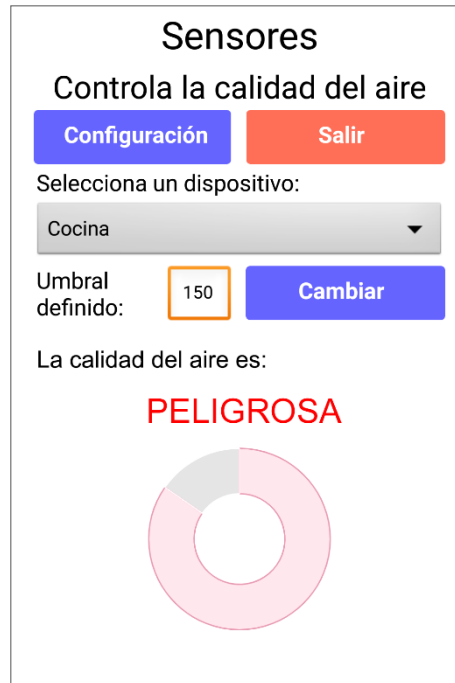 Sensores
Controla la calidad del aire
Configuración Salir
Selecciona un dispositivo:
Cocina
Umbral
definido:
150
Cambiar
La calidad del aire es:
PELIGROSA